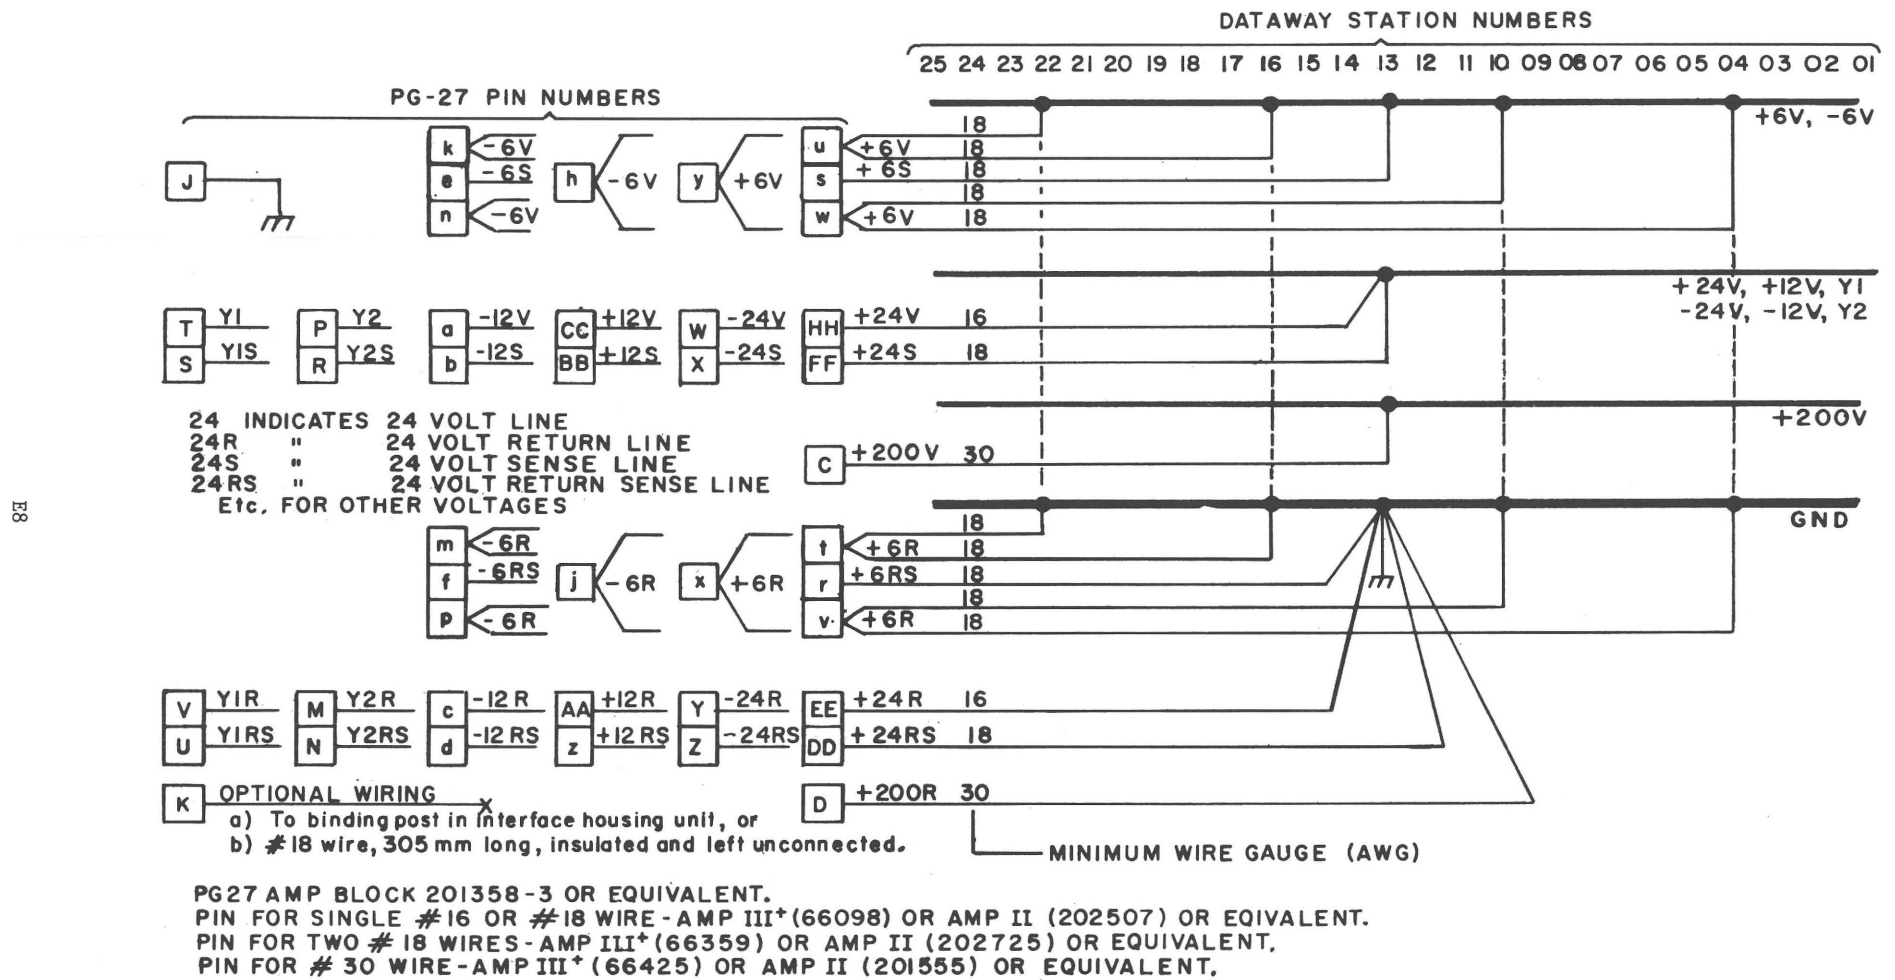 DATAWAY STATION NUMBERS
25 24 23 22 21 20 19 18 17 16 15 14 13 12 11 10 09 08 07 06 05 04 03 02 01
PG-27 PIN NUMBERS
+6V, -6V
J
k -6V
e -6S
n -6V
h -6V
y +6V
u +6V 18 18
s +6S 18
w +6V 18 18
+24V, +12V, Y1
-24V, -12V, Y2
T Y1 P Y2 a -12V CC +12V W -24V HH +24V 16
S Y1S R Y2S b -12S BB +12S X -24S FF +24S 18
+200V
C +200V 30
24 INDICATES 24 VOLT LINE
24R " 24 VOLT RETURN LINE
24S " 24 VOLT SENSE LINE
24RS " 24 VOLT RETURN SENSE LINE
Etc. FOR OTHER VOLTAGES
E8
GND
m -6R
f -6RS
p -6R
j -6R
x +6R
t +6R 18 18
r +6RS 18
v +6R 18 18
V Y1R M Y2R c -12R AA +12R Y -24R EE +24R 16
U Y1RS N Y2RS d -12RS z +12RS Z -24RS DD +24RS 18
K OPTIONAL WIRING x
a) To binding post in Interface housing unit, or
b) #18 wire, 305 mm long, insulated and left unconnected.
D +200R 30
MINIMUM WIRE GAUGE (AWG)
PG27 AMP BLOCK 201358-3 OR EQUIVALENT.
PIN FOR SINGLE #16 OR #18 WIRE-AMP III+ (66098) OR AMP II (202507) OR EQIVALENT.
PIN FOR TWO #18 WIRES-AMP III+ (66359) OR AMP II (202725) OR EQUIVALENT.
PIN FOR #30 WIRE-AMP III+ (66425) OR AMP II (201555) OR EQUIVALENT.